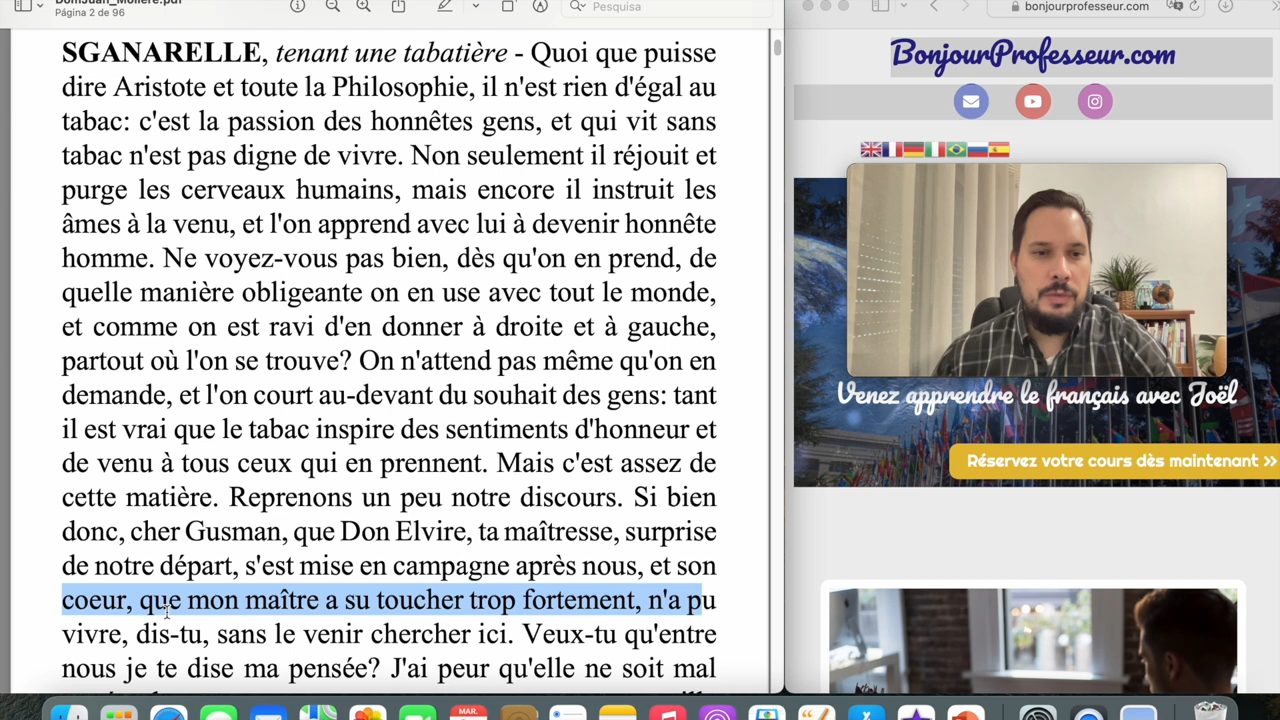 DomJuan_Moliere.pdf
Página 2 de 96
Pesquisa
bonjourprofesseur.com
SGANARELLE, tenant une tabatière - Quoi que puisse
dire Aristote et toute la Philosophie, il n'est rien d'égal au
tabac: c'est la passion des honnêtes gens, et qui vit sans
tabac n'est pas digne de vivre. Non seulement il réjouit et
purge les cerveaux humains, mais encore il instruit les
âmes à la venu, et l'on apprend avec lui à devenir honnête
homme. Ne voyez-vous pas bien, dès qu'on en prend, de
quelle manière obligeante on en use avec tout le monde,
et comme on est ravi d'en donner à droite et à gauche,
partout où l'on se trouve? On n'attend pas même qu'on en
demande, et l'on court au-devant du souhait des gens: tant
il est vrai que le tabac inspire des sentiments d'honneur et
de venu à tous ceux qui en prennent. Mais c'est assez de
cette matière. Reprenons un peu notre discours. Si bien
donc, cher Gusman, que Don Elvire, ta maîtresse, surprise
de notre départ, s'est mise en campagne après nous, et son
coeur, que mon maître a su toucher trop fortement, n'a pu
vivre, dis-tu, sans le venir chercher ici. Veux-tu qu'entre
nous je te dise ma pensée? J'ai peur qu'elle ne soit mal
BonjourProfesseur.com
Venez apprendre le français avec Joël
Réservez votre cours dès maintenant >>
MAR.